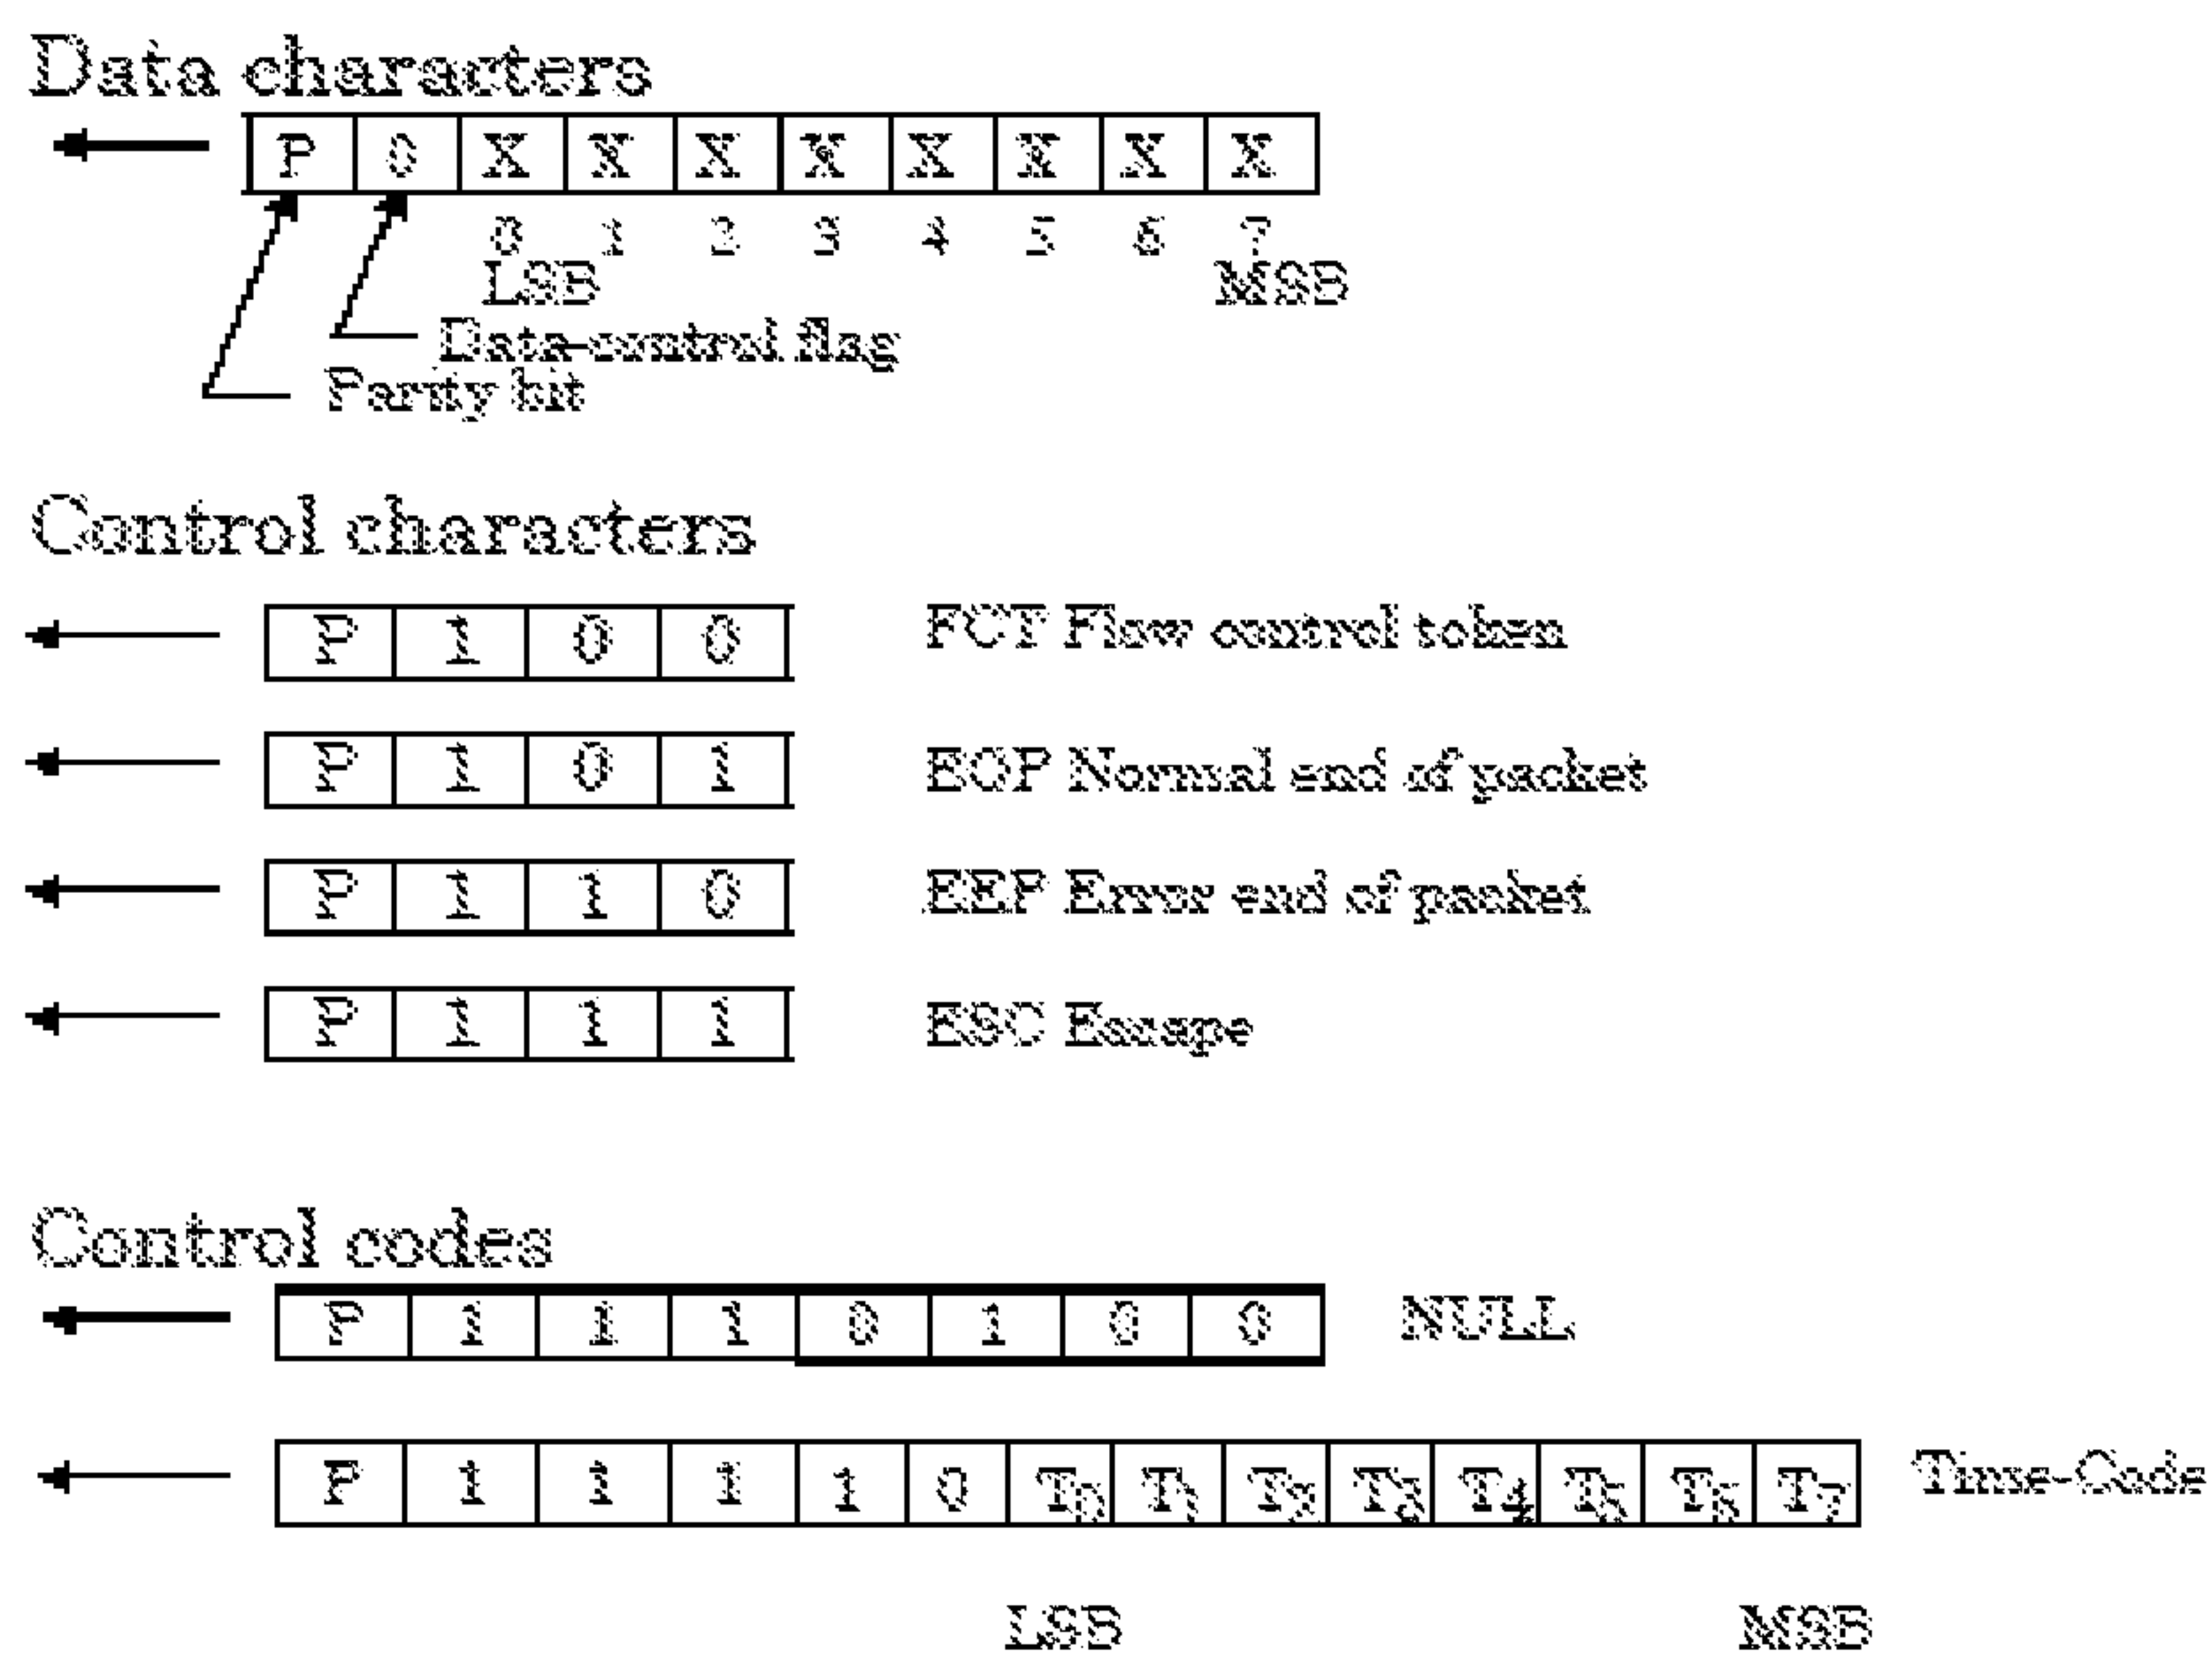 Data characters
P 0 X X X X X X X X
0 1 2 3 4 5 6 7
LSB MSB
Data-control flag
Parity bit
Control characters
P 1 0 0 FCT Flow control token
P 1 0 1 EOP Normal end of packet
P 1 1 0 EEP Error end of packet
P 1 1 1 ESC Escape
Control codes
P 1 1 1 0 1 0 0 NULL
P 1 1 1 1 0 T0 T1 T2 T3 T4 T5 T6 T7 Time-Code
LSB MSB